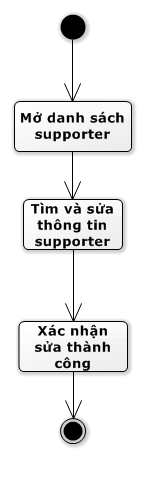 Mở danh sách
supporter
Tìm và sửa
thông tin
supporter
Xác nhận
sửa thành
công